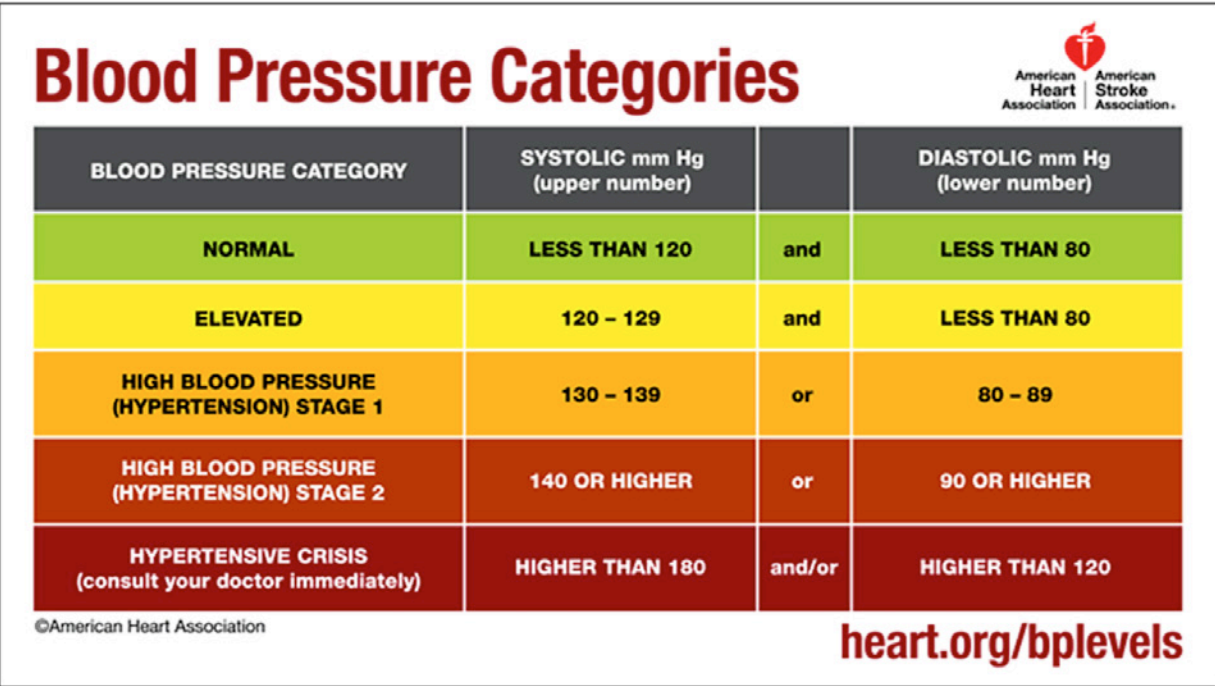 Blood Pressure Categories
American Heart Association
American Stroke Association®
BLOOD PRESSURE CATEGORY
SYSTOLIC mm Hg
(upper number)
DIASTOLIC mm Hg
(lower number)
NORMAL
LESS THAN 120
and
LESS THAN 80
ELEVATED
120 – 129
and
LESS THAN 80
HIGH BLOOD PRESSURE
(HYPERTENSION) STAGE 1
130 – 139
or
80 – 89
HIGH BLOOD PRESSURE
(HYPERTENSION) STAGE 2
140 OR HIGHER
or
90 OR HIGHER
HYPERTENSIVE CRISIS
(consult your doctor immediately)
HIGHER THAN 180
and/or
HIGHER THAN 120
©American Heart Association
heart.org/bplevels